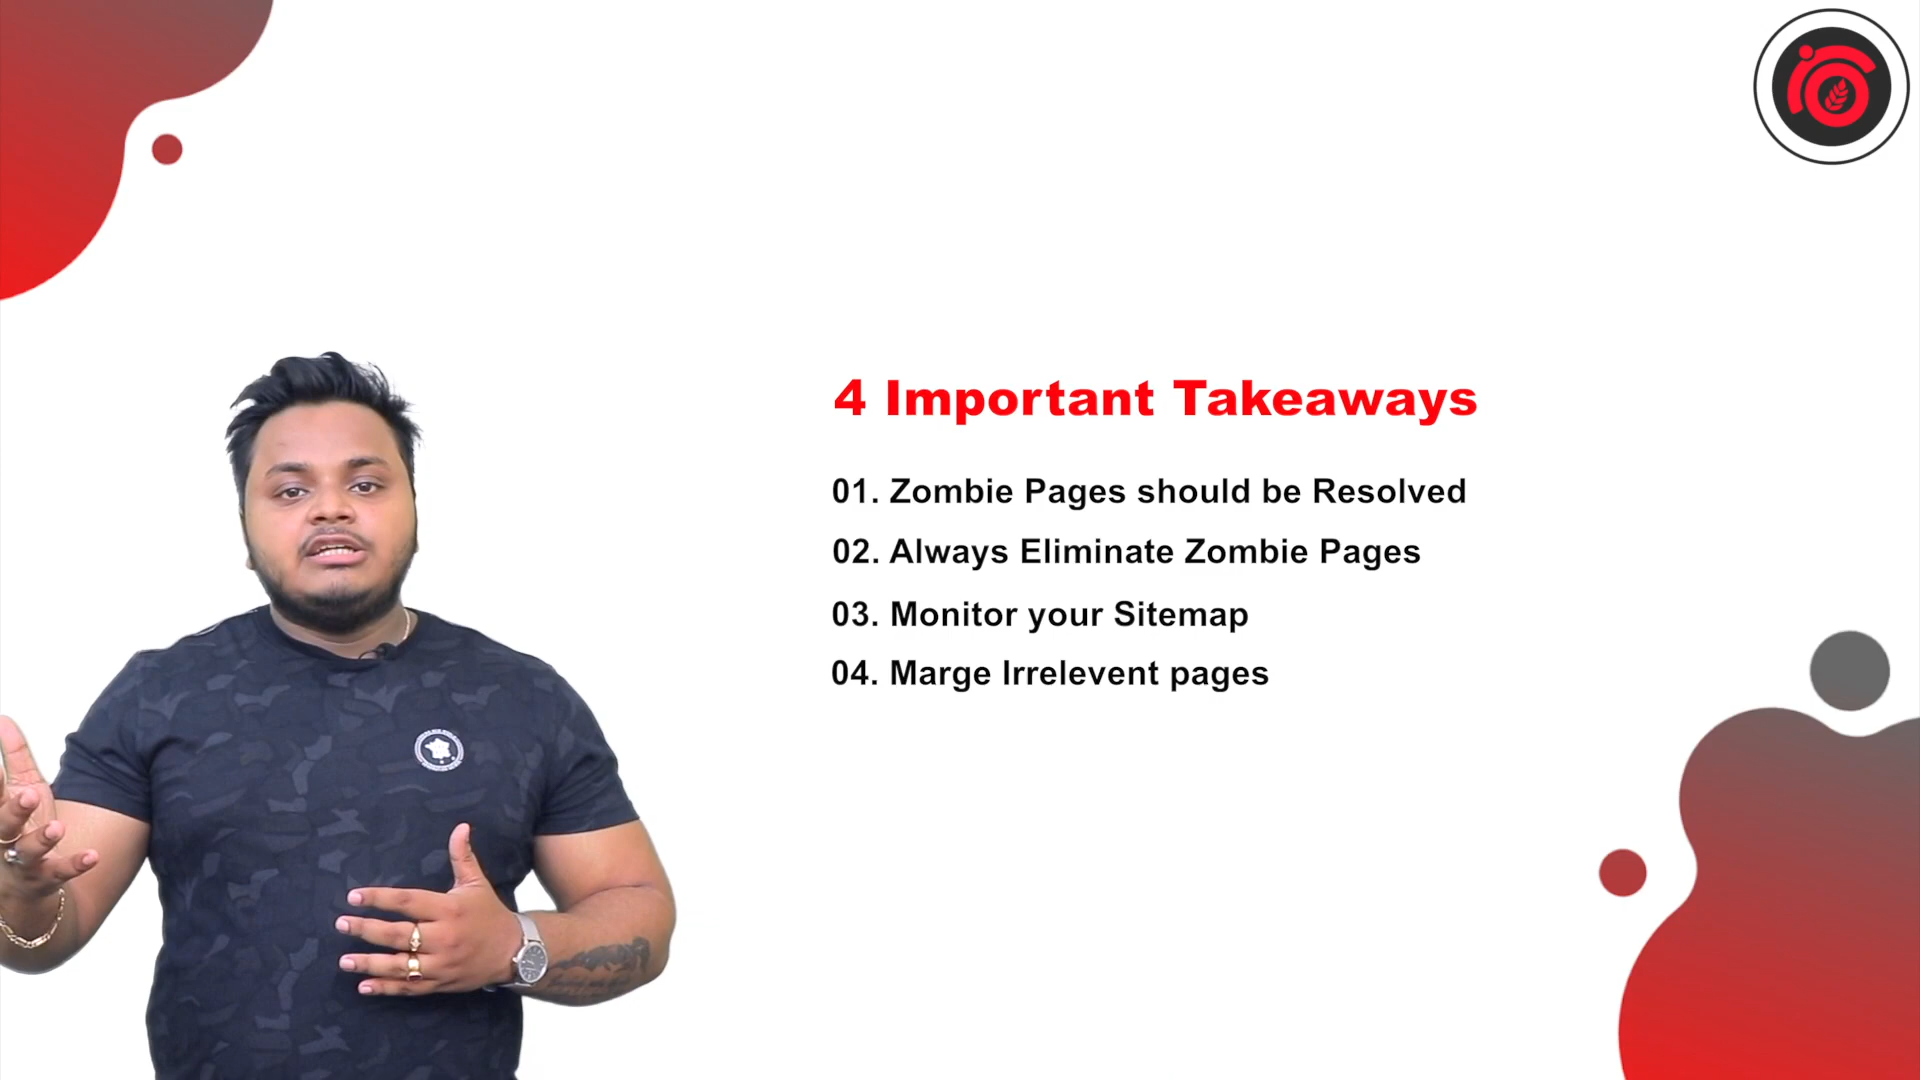 4 Important Takeaways
01. Zombie Pages should be Resolved
02. Always Eliminate Zombie Pages
03. Monitor your Sitemap
04. Marge Irrelevent pages